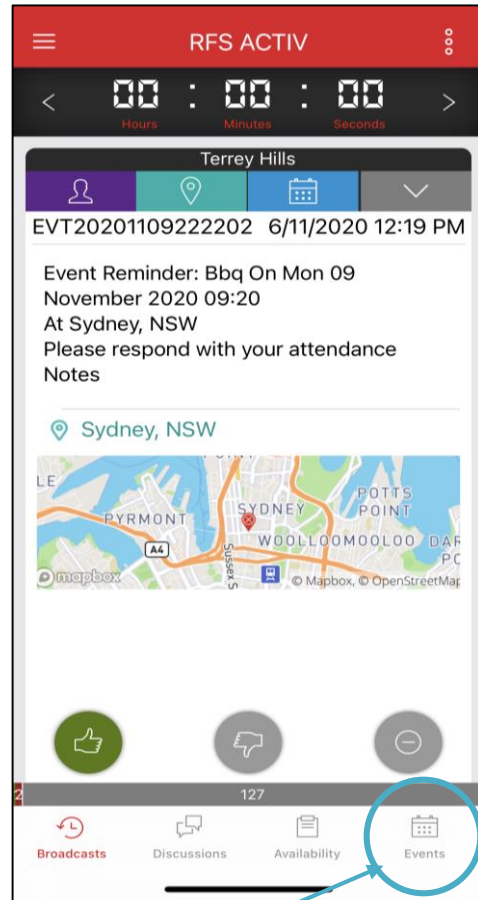 RFS ACTIV
00 : 00 : 00
Hours Minutes Seconds
Terrey Hills
EVT20201109222202 6/11/2020 12:19 PM
Event Reminder: Bbq On Mon 09
November 2020 09:20
At Sydney, NSW
Please respond with your attendance
Notes
Sydney, NSW
POTTS
POINT
SYDNEY
PYRMONT
WOOLLOOMOOLOO
A4
Sussex S
mapbox
© Mapbox, © OpenStreetMap
2 127
Broadcasts Discussions Availability Events